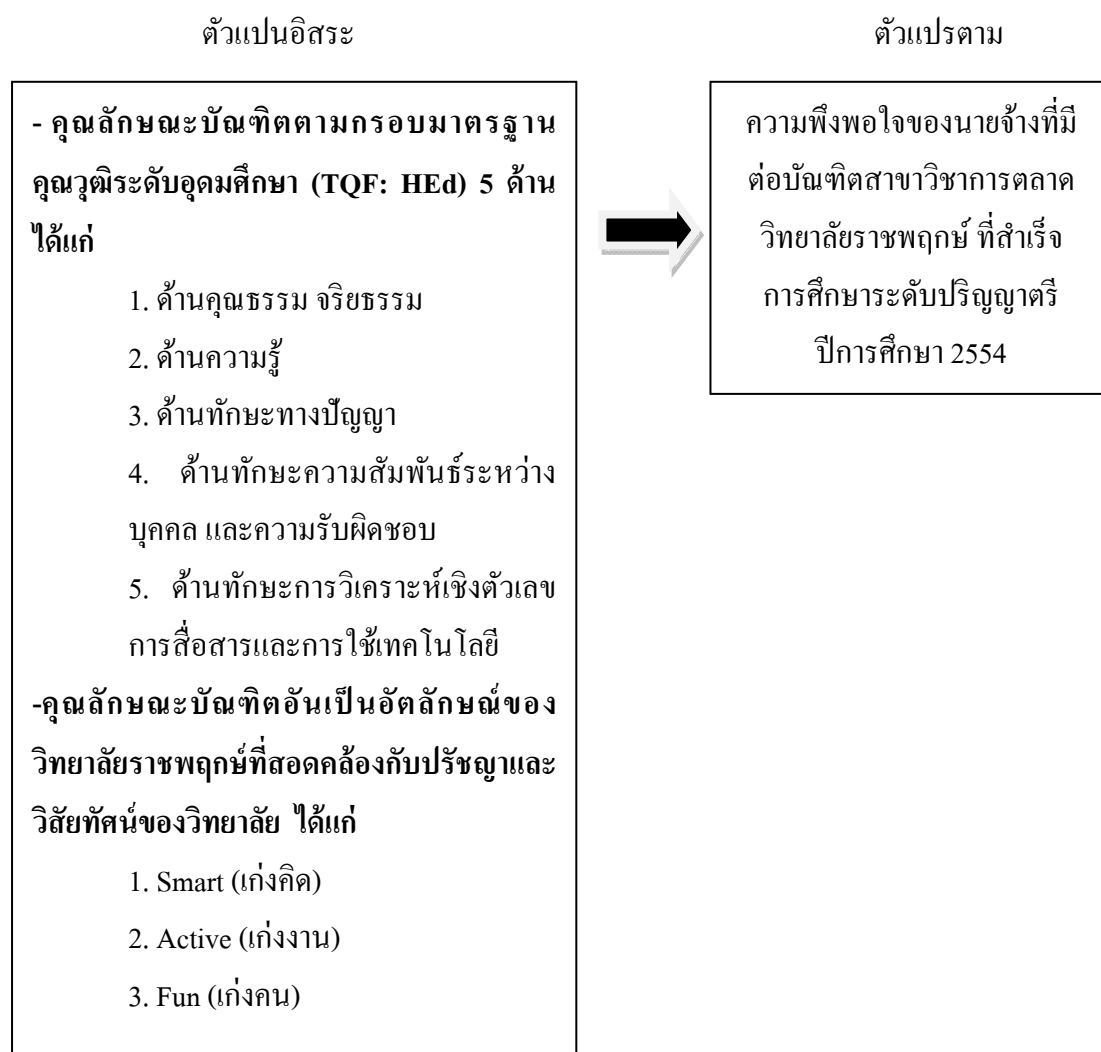 ตัวแปนอิสระ
ตัวแปรตาม
- คุณลักษณะบัณฑิตตามกรอบมาตรฐาน
คุณวุฒิระดับอุดมศึกษา (TQF: HEd) 5 ด้าน
ได้แก่
1. ด้านคุณธรรม จริยธรรม
2. ด้านความรู้
3. ด้านทักษะทางปัญญา
4. ด้านทักษะความสัมพันธ์ระหว่าง
บุคคล และความรับผิดชอบ
5. ด้านทักษะการวิเคราะห์เชิงตัวเลข
การสื่อสารและการใช้เทคโนโลยี
-คุณลักษณะบัณฑิตอันเป็นอัตลักษณ์ของ
วิทยาลัยราชพฤกษ์ที่สอดคล้องกับปรัชญาและ
วิสัยทัศน์ของวิทยาลัย ได้แก่
1. Smart (เก่งคิด)
2. Active (เก่งงาน)
3. Fun (เก่งคน)
ความพึงพอใจของนายจ้างที่มี
ต่อบัณฑิตสาขาวิชาการตลาด
วิทยาลัยราชพฤกษ์ ที่สำเร็จ
การศึกษาระดับปริญญาตรี
ปีการศึกษา 2554